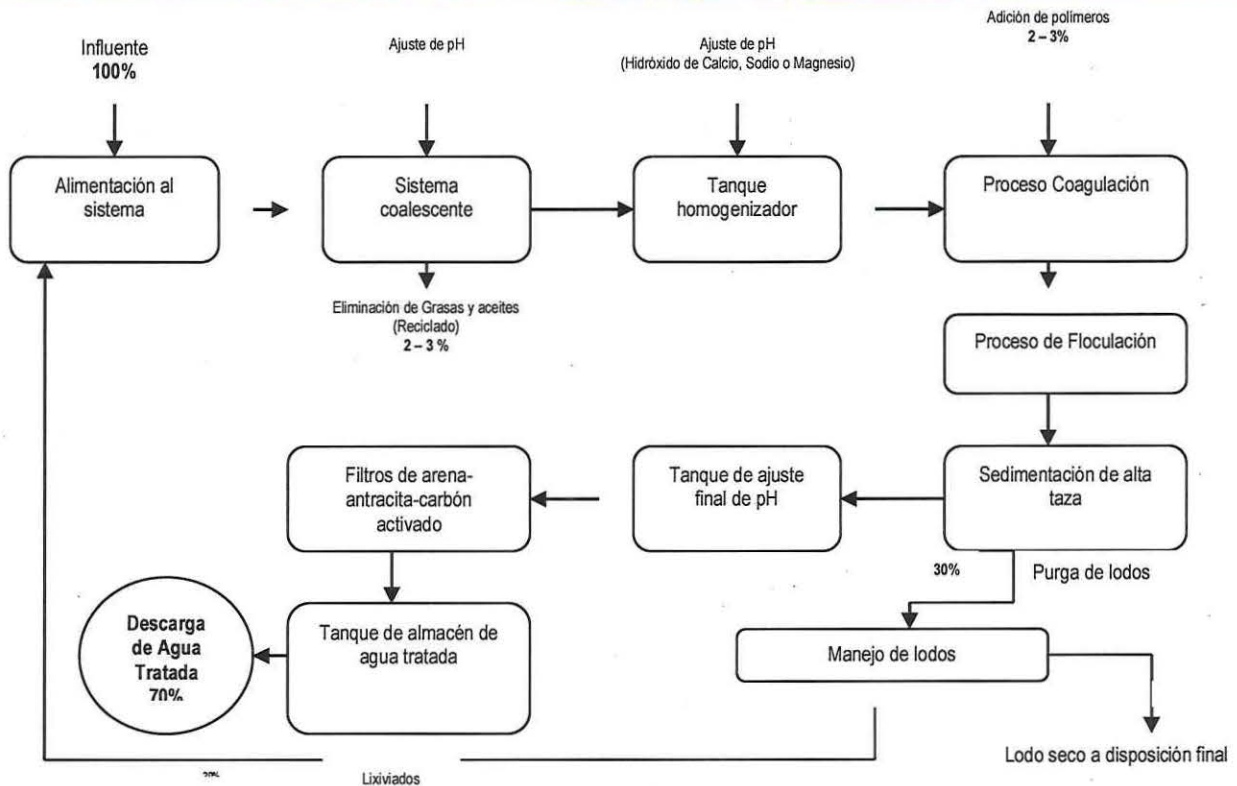 Influente
100%
Ajuste de pH
Ajuste de pH
(Hidróxido de Calcio, Sodio o Magnesio)
Adición de polímeros
2 – 3%
Alimentación al
sistema
Sistema
coalescente
Tanque
homogenizador
Proceso Coagulación
Eliminación de Grasas y aceites
(Reciclado)
2 – 3 %
Proceso de Floculación
Filtros de arena-
antracita-carbón
activado
Tanque de ajuste
final de pH
Sedimentación de alta
taza
30%
Purga de lodos
Descarga
de Agua
Tratada
70%
Tanque de almacén de
agua tratada
Manejo de lodos
Lodo seco a disposición final
Lixiviados